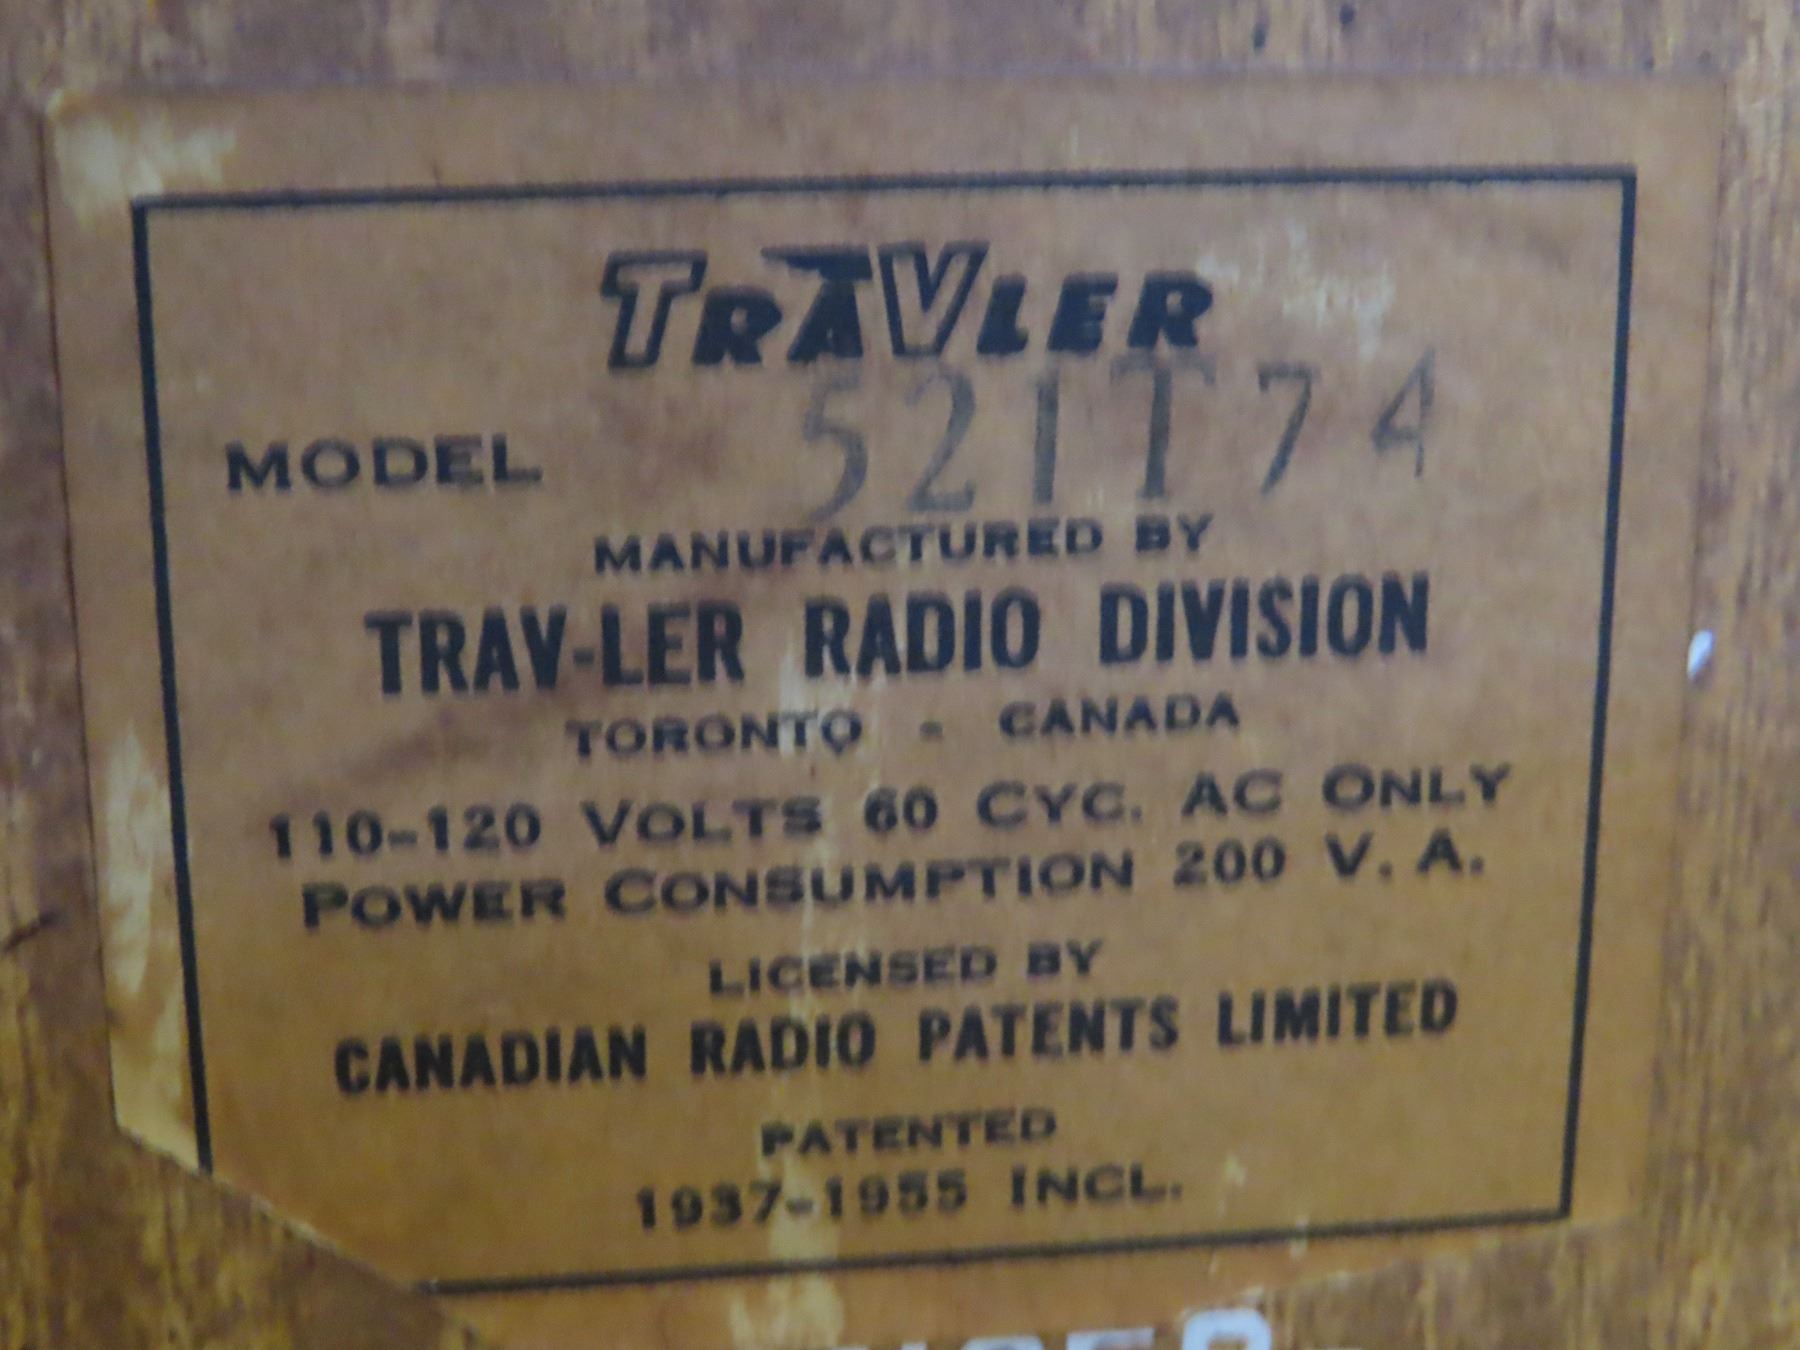 TRAVLER
MODEL 521T74
MANUFACTURED BY
TRAV-LER RADIO DIVISION
TORONTO - CANADA
110-120 VOLTS 60 CYC. AC ONLY
POWER CONSUMPTION 200 V. A.
LICENSED BY
CANADIAN RADIO PATENTS LIMITED
PATENTED
1937-1955 INCL.